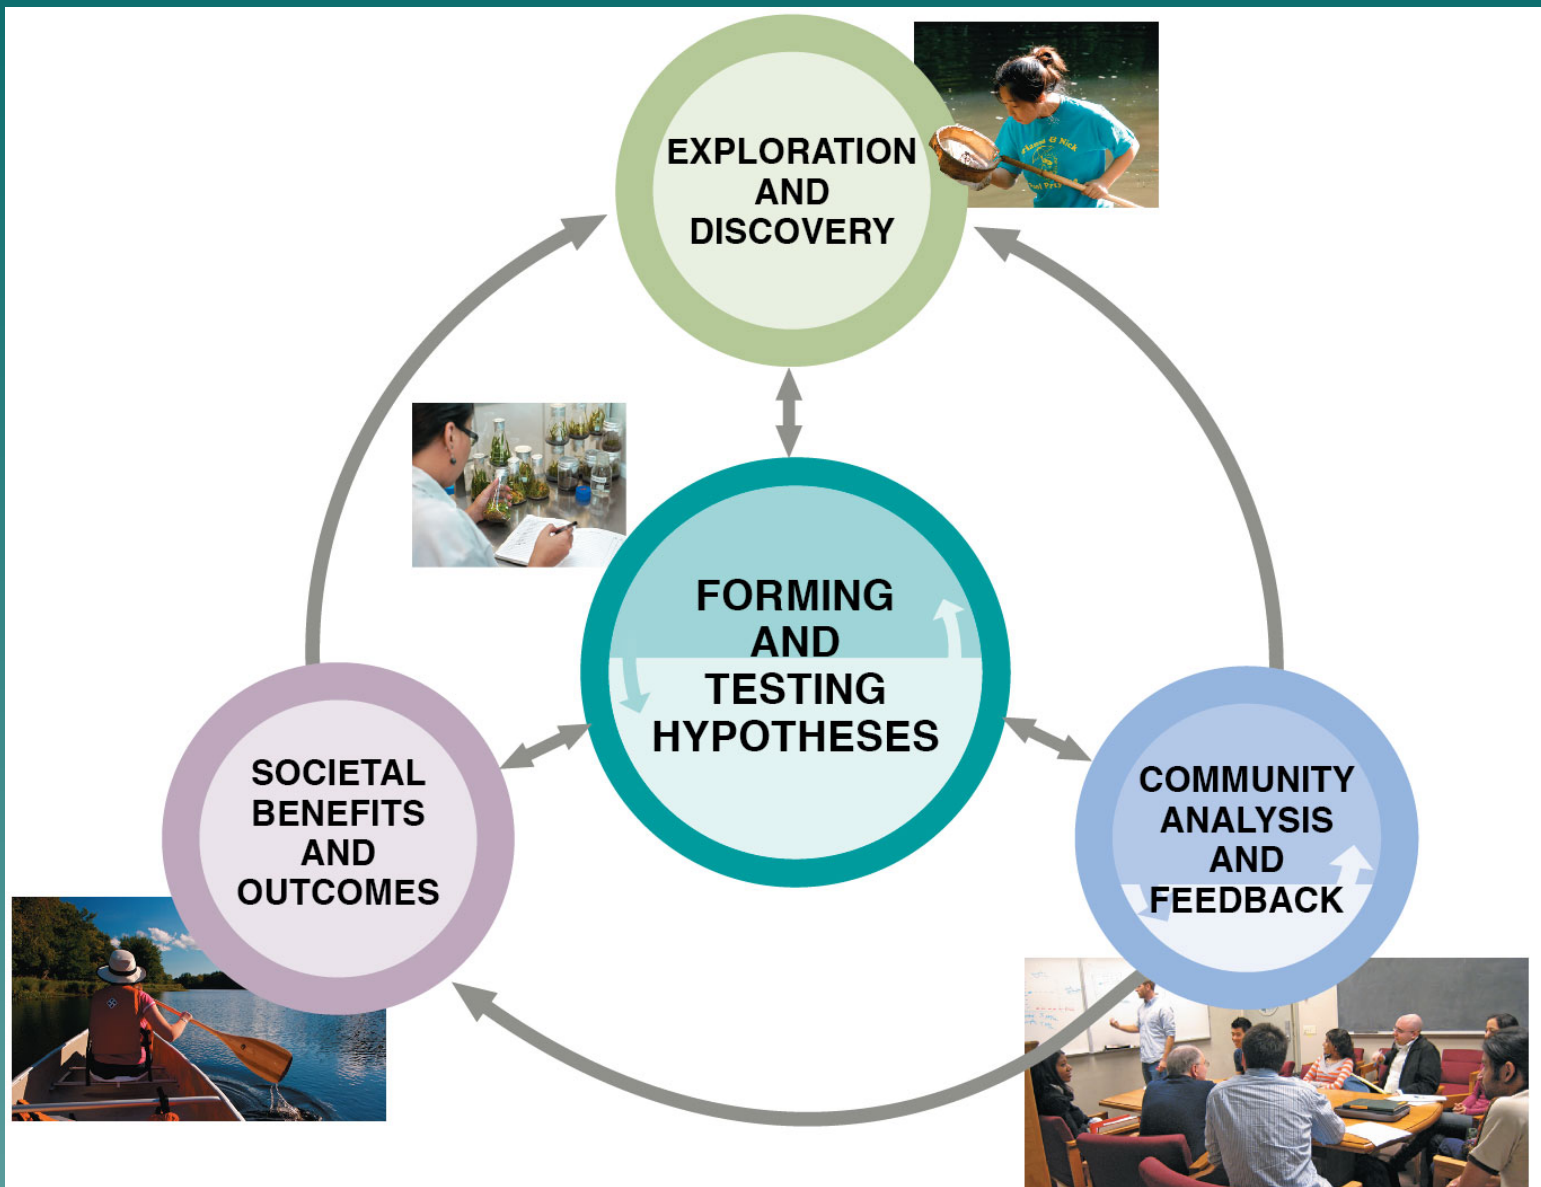 EXPLORATION
AND
DISCOVERY
FORMING
AND
TESTING
HYPOTHESES
SOCIETAL
BENEFITS
AND
OUTCOMES
COMMUNITY
ANALYSIS
AND
FEEDBACK